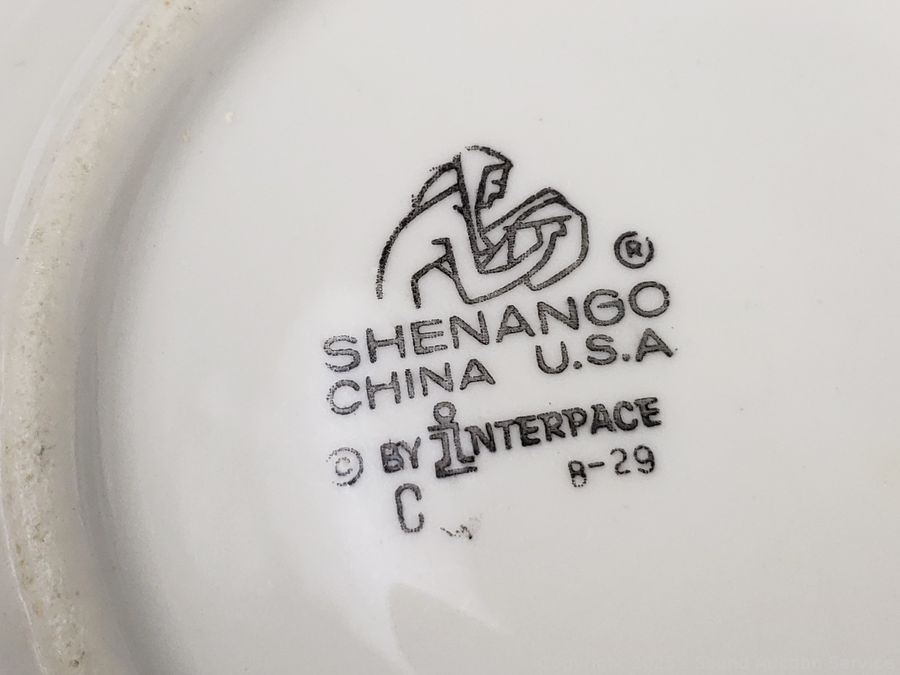 ®
SHENANGO
CHINA U.S.A
© BY INTERPACE
C
8-29